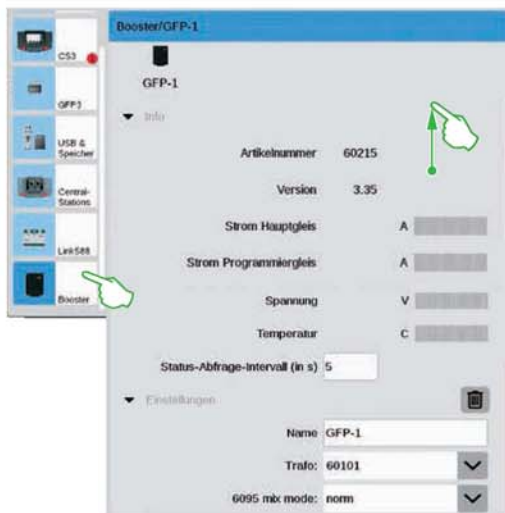 Booster/GFP-1
CS3
GFP3
USB &
Speicher
Central-
Stations
Link S88
Booster
GFP-1
Info
Artikelnummer 60215
Version 3.35
Strom Hauptgleis A
Strom Programmiergleis A
Spannung V
Temperatur C
Status-Abfrage-Intervall (in s) 5
Einstellungen
Name GFP-1
Trafo: 60101
6095 mix mode: norm